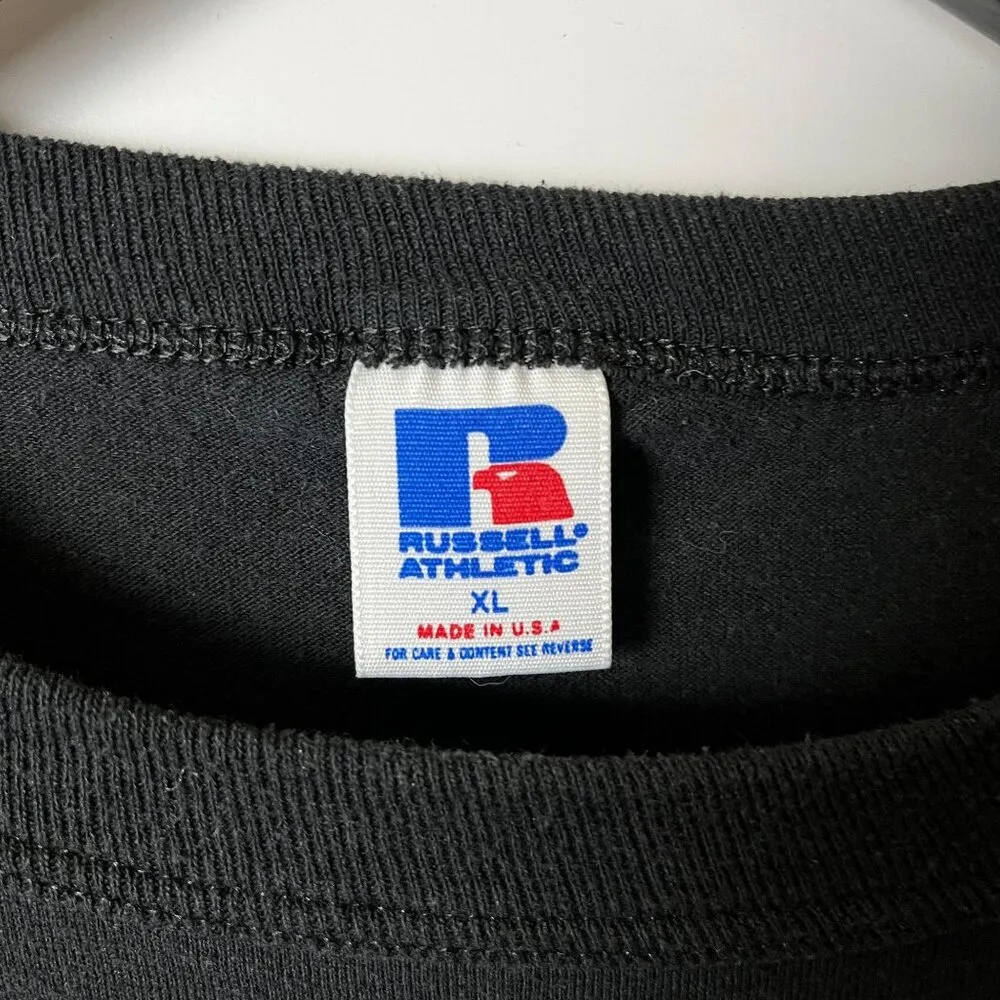 RUSSELL®
ATHLETIC
XL
MADE IN U.S.A
FOR CARE & CONTENT SEE REVERSE